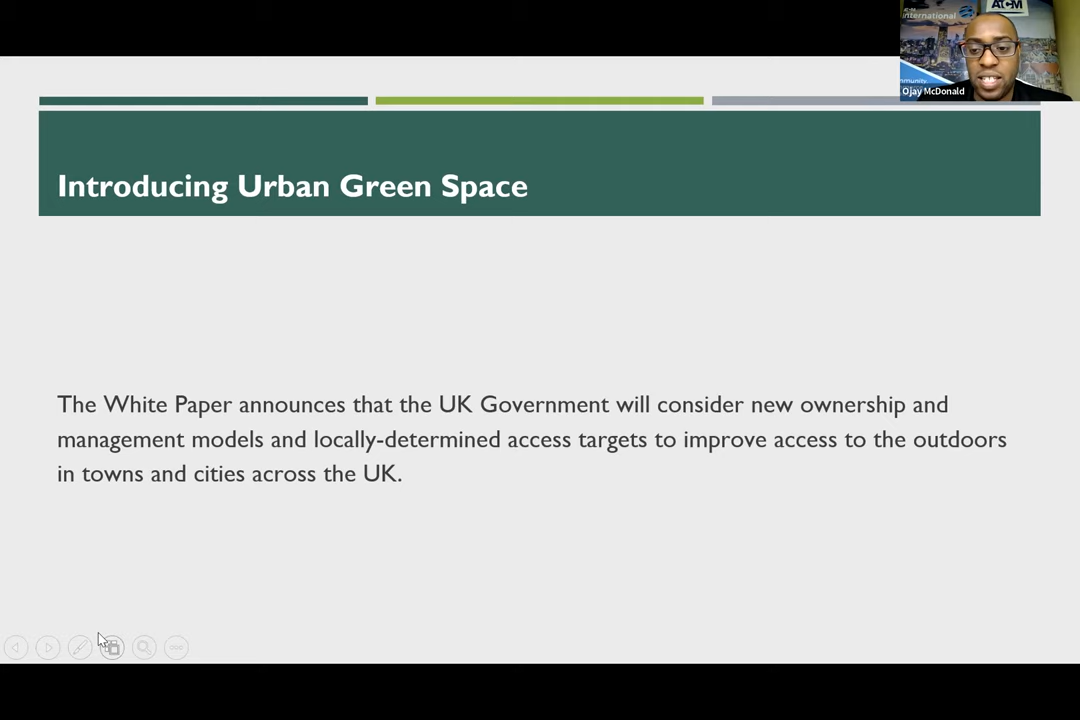 international
ACM
mmunity
Ojay McDonald
Introducing Urban Green Space
The White Paper announces that the UK Government will consider new ownership and
management models and locally-determined access targets to improve access to the outdoors
in towns and cities across the UK.